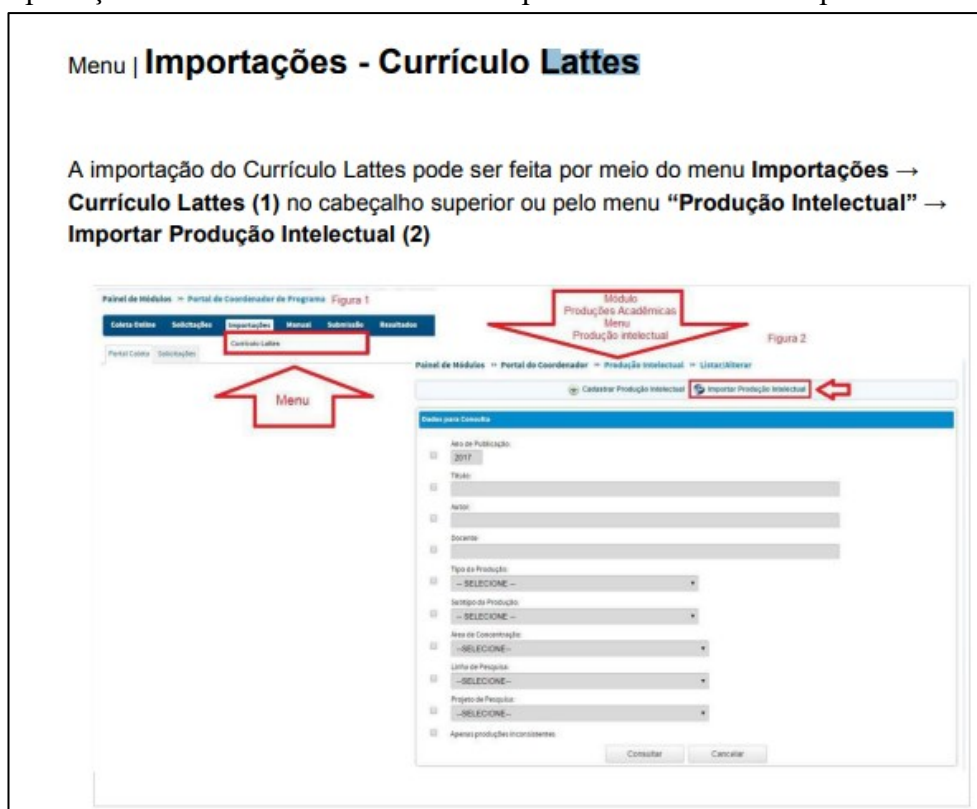 Menu | Importações - Currículo Lattes
A importação do Currículo Lattes pode ser feita por meio do menu Importações →
Currículo Lattes (1) no cabeçalho superior ou pelo menu “Produção Intelectual” →
Importar Produção Intelectual (2)
Painel de Módulos » Portal do Coordenador de Programa Figura 1
Coleta Online Solicitações Importações Manual Submissão Resultados
Currículo Lattes
Portal Coleta Solicitações
Menu
Módulo
Produções Acadêmicas
Menu
Produção intelectual
Figura 2
Painel de Módulos » Portal do Coordenador » Produção Intelectual » Listar/Alterar
Cadastrar Produção Intelectual Importar Produção Intelectual
Dados para Consulta
Ano de Publicação:
2017
Título:
Autor:
Docente:
Tipo da Produção:
-- SELECIONE --
Subtipo da Produção:
-- SELECIONE --
Área de Concentração:
--SELECIONE--
Linha de Pesquisa:
--SELECIONE--
Projeto de Pesquisa:
--SELECIONE--
Apenas produções inconsistentes
Consultar Cancelar